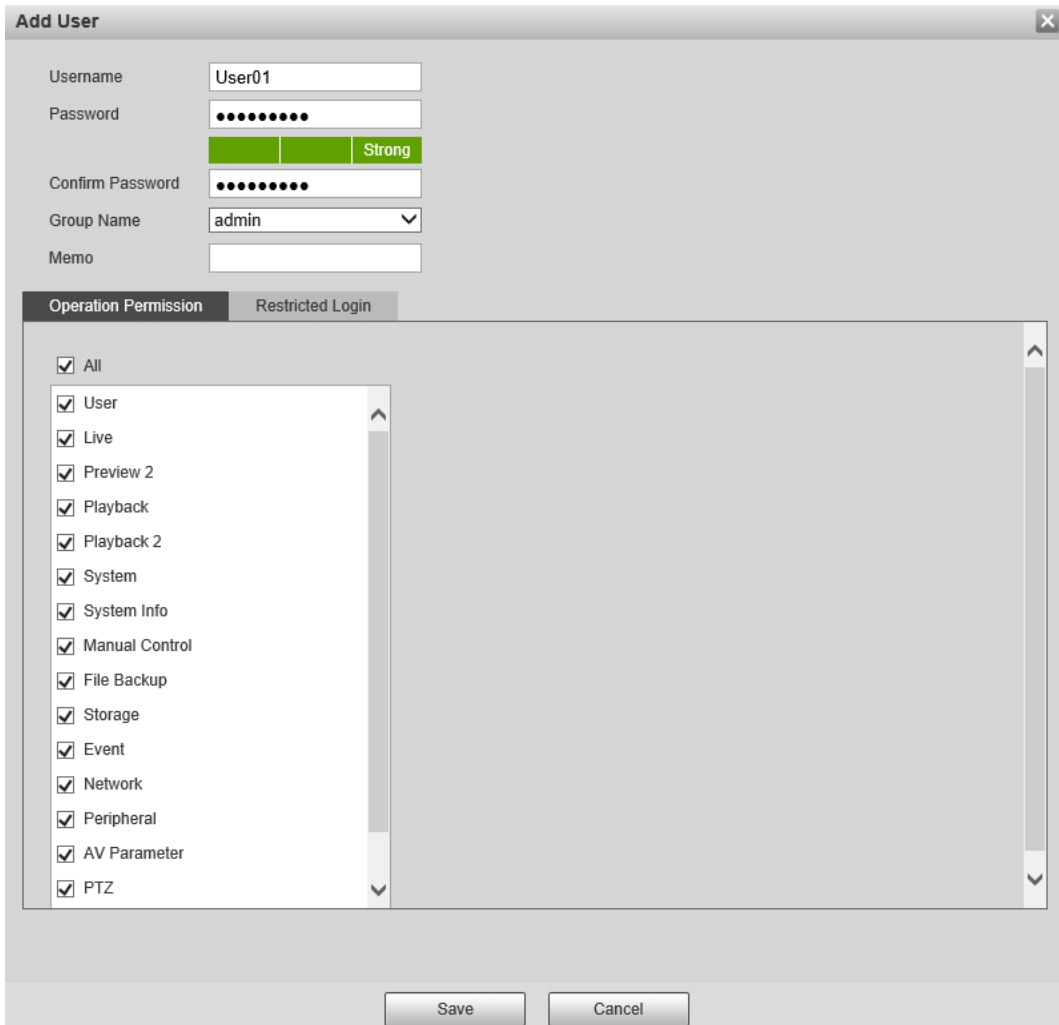 Add User
Username User01
Password ●●●●●●●●●
Strong
Confirm Password ●●●●●●●●●
Group Name admin
Memo
Operation Permission Restricted Login
All
User
Live
Preview 2
Playback
Playback 2
System
System Info
Manual Control
File Backup
Storage
Event
Network
Peripheral
AV Parameter
PTZ
Save Cancel